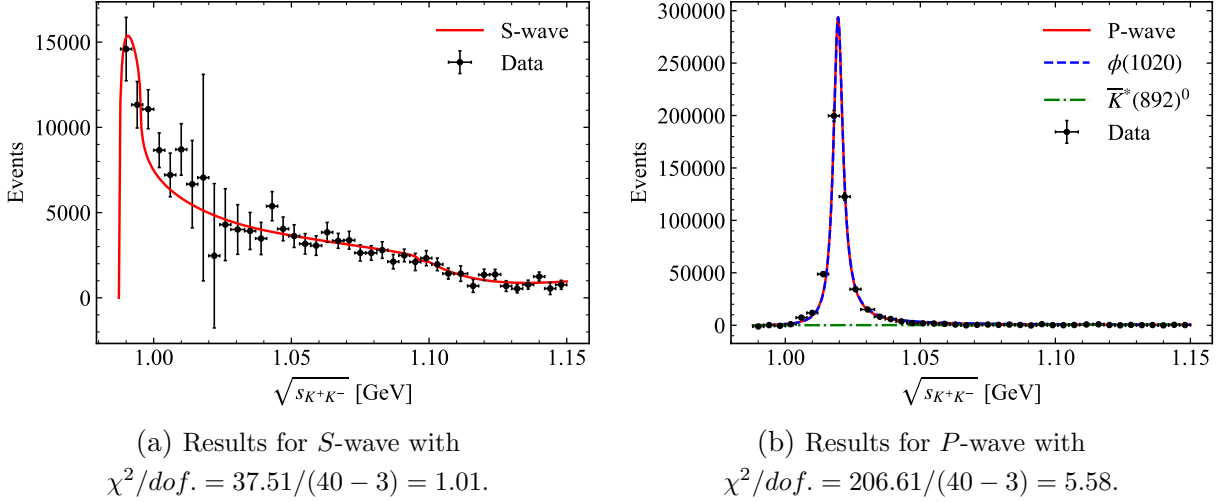 15000
10000
5000
0
Events
S-wave
Data
1.00 1.05 1.10 1.15
√s_{K⁺K⁻} [GeV]
(a) Results for S-wave with
χ²/dof. = 37.51/(40 − 3) = 1.01.
300000
250000
200000
150000
100000
50000
0
Events
P-wave
ϕ(1020)
K̅*(892)⁰
Data
1.00 1.05 1.10 1.15
√s_{K⁺K⁻} [GeV]
(b) Results for P-wave with
χ²/dof. = 206.61/(40 − 3) = 5.58.